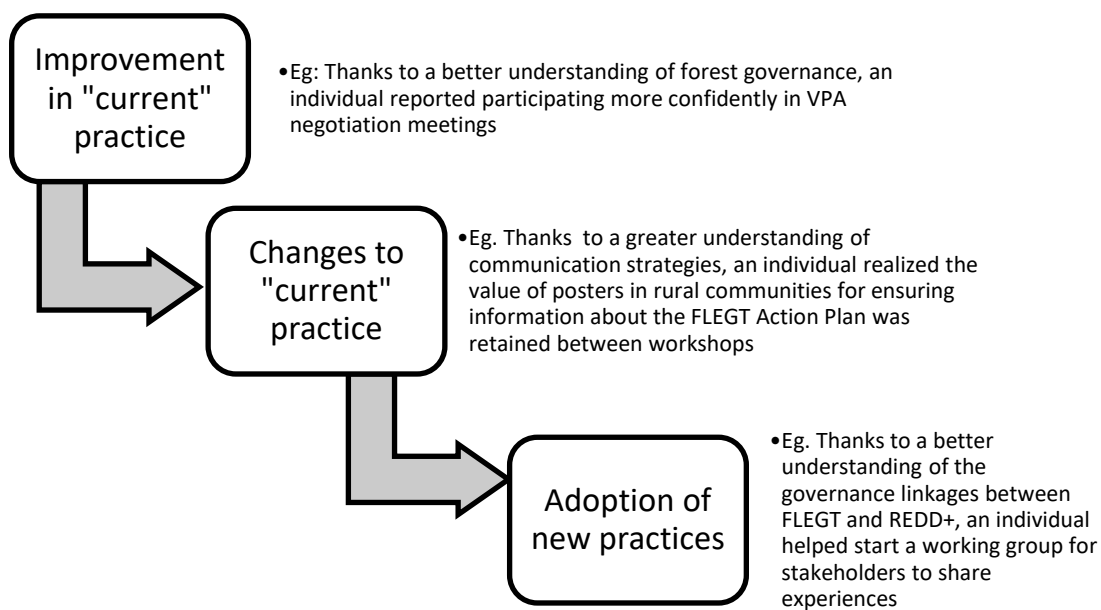 Improvement
in "current"
practice
•Eg: Thanks to a better understanding of forest governance, an
individual reported participating more confidently in VPA
negotiation meetings
Changes to
"current"
practice
•Eg. Thanks  to a greater understanding of
communication strategies, an individual realized the
value of posters in rural communities for ensuring
information about the FLEGT Action Plan was
retained between workshops
Adoption of
new practices
•Eg. Thanks to a better
understanding of the
governance linkages between
FLEGT and REDD+, an individual
helped start a working group for
stakeholders to share
experiences